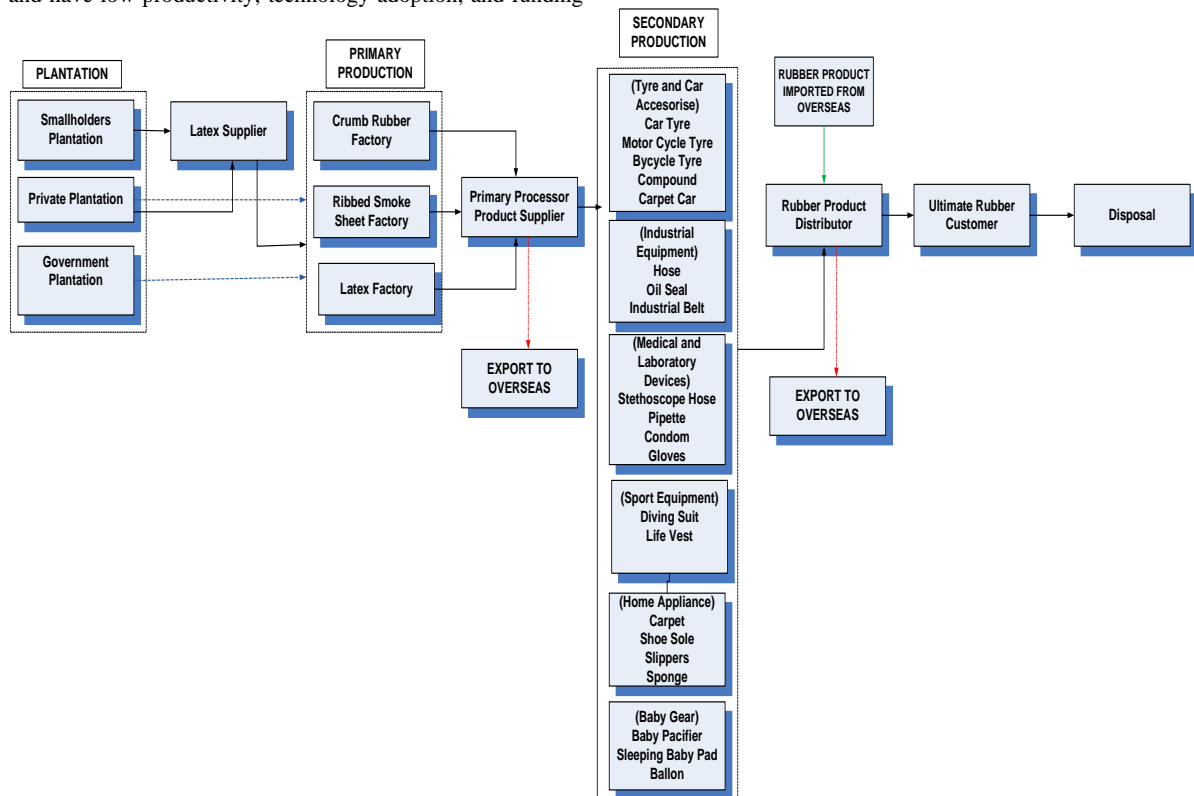 and have low productivity, technology adoption, and funding
PLANTATION
Smallholders
Plantation
Private Plantation
Government
Plantation
Latex Supplier
PRIMARY
PRODUCTION
Crumb Rubber
Factory
Ribbed Smoke
Sheet Factory
Latex Factory
Primary Processor
Product Supplier
EXPORT TO
OVERSEAS
SECONDARY
PRODUCTION
(Tyre and Car
Accesorise)
Car Tyre
Motor Cycle Tyre
Bycycle Tyre
Compound
Carpet Car
(Industrial
Equipment)
Hose
Oil Seal
Industrial Belt
(Medical and
Laboratory
Devices)
Stethoscope Hose
Pipette
Condom
Gloves
(Sport Equipment)
Diving Suit
Life Vest
(Home Appliance)
Carpet
Shoe Sole
Slippers
Sponge
(Baby Gear)
Baby Pacifier
Sleeping Baby Pad
Ballon
RUBBER PRODUCT
IMPORTED FROM
OVERSEAS
Rubber Product
Distributor
EXPORT TO
OVERSEAS
Ultimate Rubber
Customer
Disposal